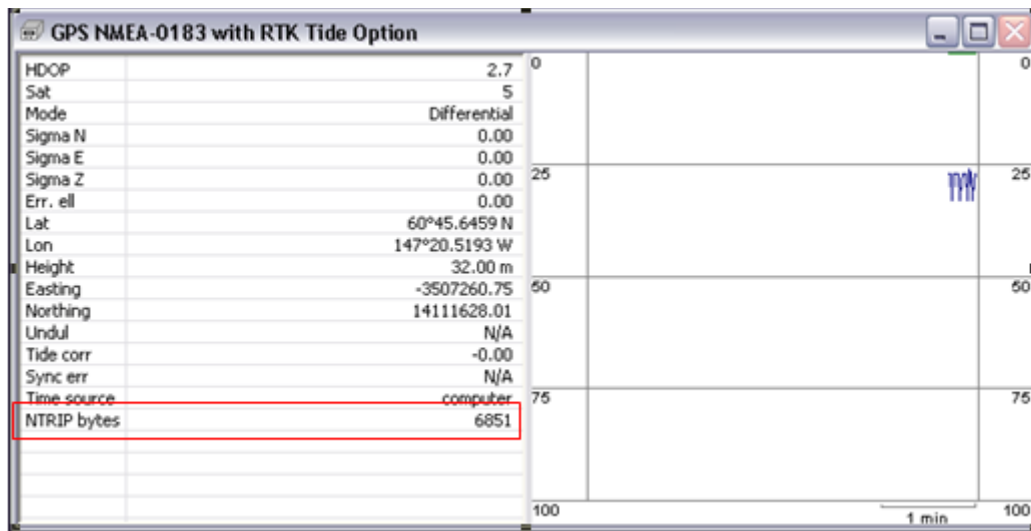 GPS NMEA-0183 with RTK Tide Option
HDOP 2.7
Sat 5
Mode Differential
Sigma N 0.00
Sigma E 0.00
Sigma Z 0.00
Err. ell 0.00
Lat 60°45.6459 N
Lon 147°20.5193 W
Height 32.00 m
Easting -3507260.75
Northing 14111628.01
Undul N/A
Tide corr -0.00
Sync err N/A
Time source computer
NTRIP bytes 6851
0 0
25 25
50 50
75 75
100 1 min 100